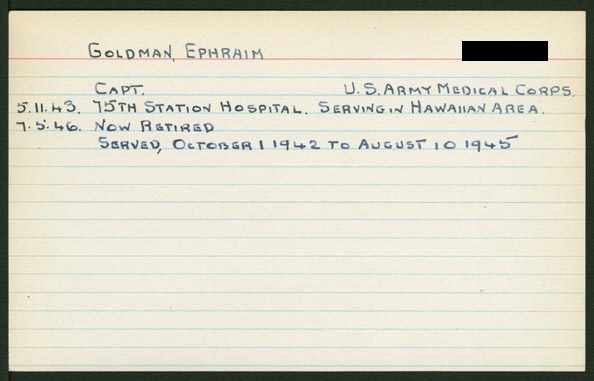 GOLDMAN, EPHRAIM
CAPT. U.S. ARMY MEDICAL CORPS.
5.11.43. 75TH STATION HOSPITAL. SERVING IN HAWAIIAN AREA.
7.5.46. NOW RETIRED
SERVED, OCTOBER 1 1942 TO AUGUST 10 1945